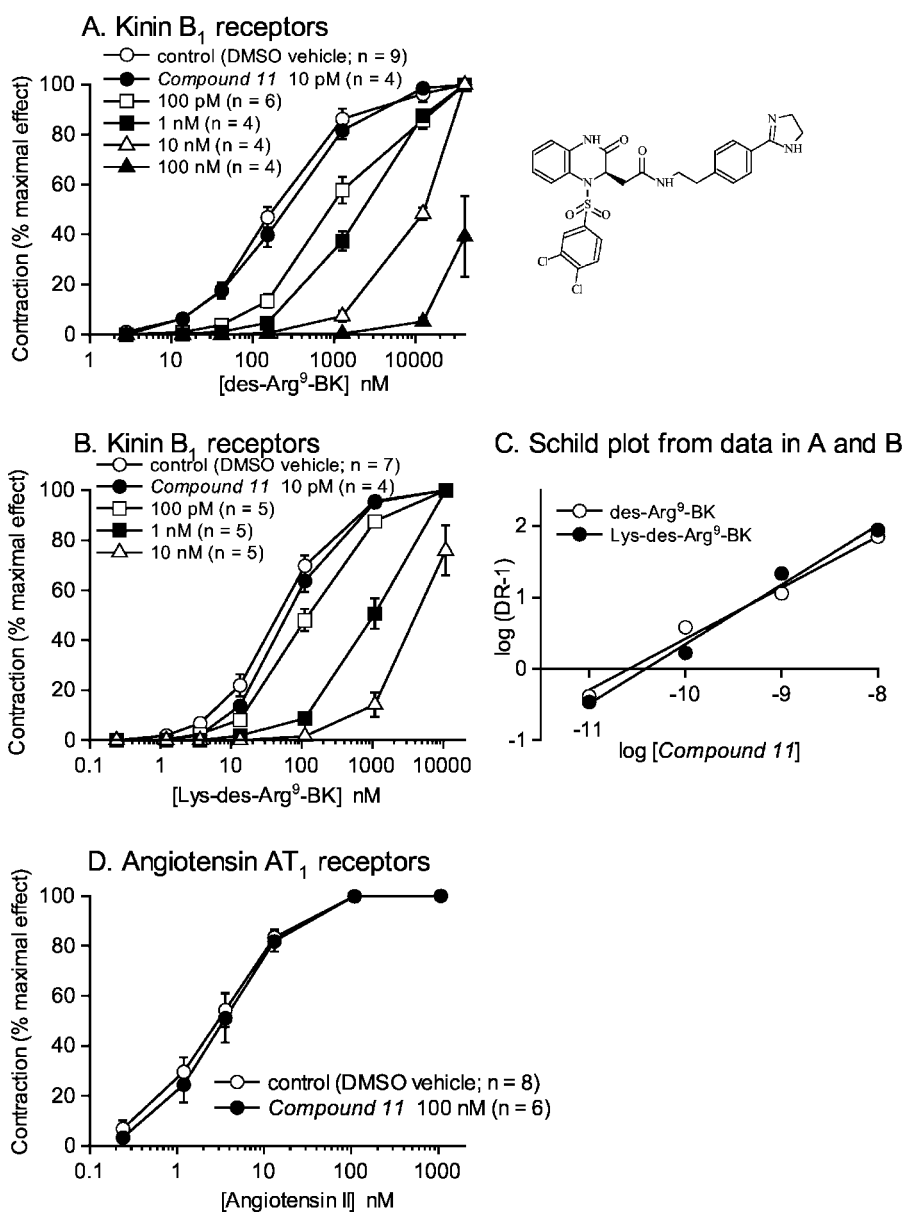 A. Kinin B₁ receptors
control (DMSO vehicle; n = 9)
Compound 11 10 pM (n = 4)
100 pM (n = 6)
1 nM (n = 4)
10 nM (n = 4)
100 nM (n = 4)
Contraction (% maximal effect)
100
80
60
40
20
0
1 10 100 1000 10000
[des-Arg⁹-BK] nM
NH
O
N
O
NH
N
NH
S
O O
Cl
Cl
B. Kinin B₁ receptors
control (DMSO vehicle; n = 7)
Compound 11 10 pM (n = 4)
100 pM (n = 5)
1 nM (n = 5)
10 nM (n = 5)
Contraction (% maximal effect)
100
80
60
40
20
0
0.1 1 10 100 1000 10000
[Lys-des-Arg⁹-BK] nM
C. Schild plot from data in A and B
des-Arg⁹-BK
Lys-des-Arg⁹-BK
log (DR-1)
2
1
0
-1
-11 -10 -9 -8
log [Compound 11]
D. Angiotensin AT₁ receptors
Contraction (% maximal effect)
100
80
60
40
20
0
control (DMSO vehicle; n = 8)
Compound 11 100 nM (n = 6)
0.1 1 10 100 1000
[Angiotensin II] nM